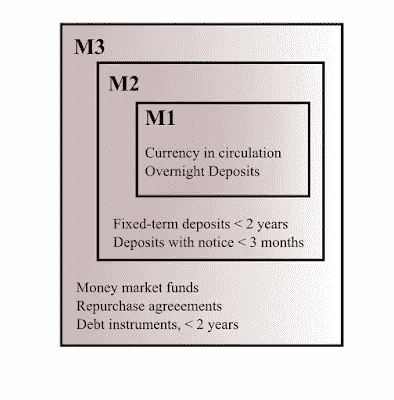 M3
M2
M1
Currency in circulation
Overnight Deposits
Fixed-term deposits < 2 years
Deposits with notice < 3 months
Money market funds
Repurchase agreeements
Debt instruments, < 2 years